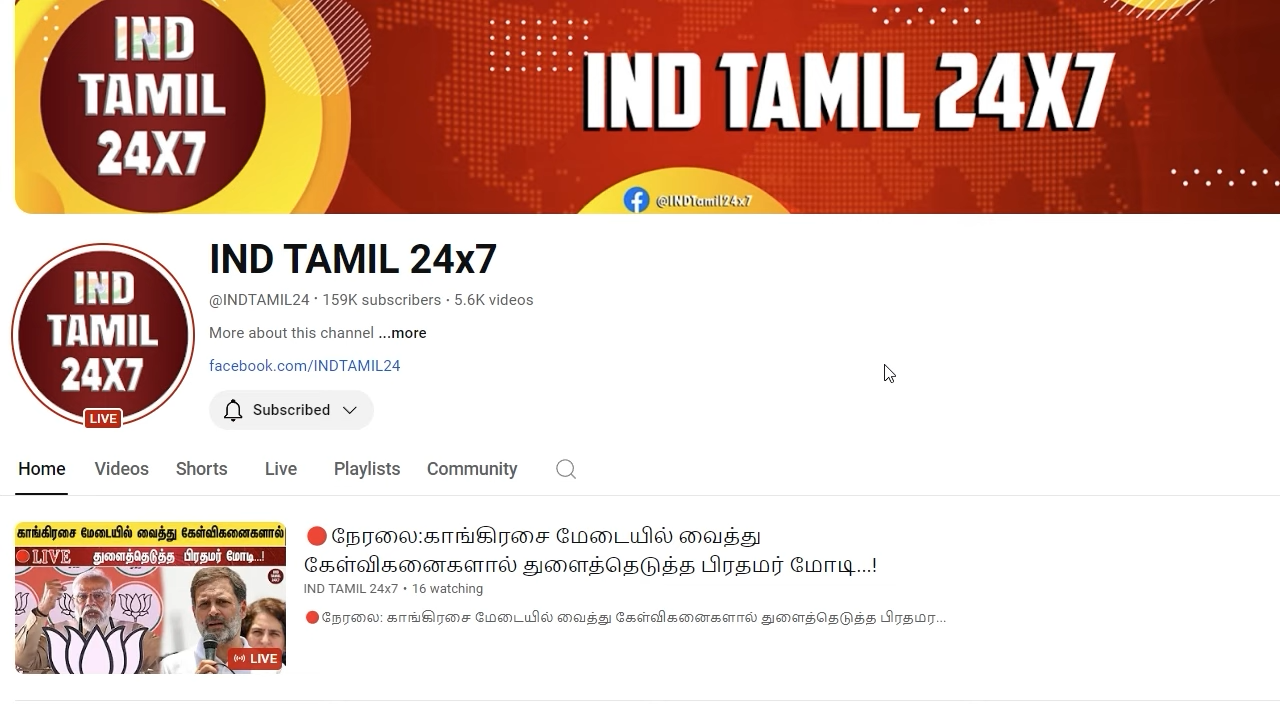 IND
TAMIL
24X7
IND TAMIL 24X7
@INDTamil24x7
IND
TAMIL
24X7
LIVE
IND TAMIL 24x7
@INDTAMIL24 · 159K subscribers · 5.6K videos
More about this channel ...more
facebook.com/INDTAMIL24
Subscribed
Home Videos Shorts Live Playlists Community
காங்கிரசை மேடையில் வைத்து கேள்விகனைகளால்
LIVE துளைத்தெடுத்த பிரதமர் மோடி...!
LIVE
🔴நேரலை:காங்கிரசை மேடையில் வைத்து
கேள்விகனைகளால் துளைத்தெடுத்த பிரதமர் மோடி...!
IND TAMIL 24x7 • 16 watching
🔴நேரலை: காங்கிரசை மேடையில் வைத்து கேள்விகனைகளால் துளைத்தெடுத்த பிரதமர...